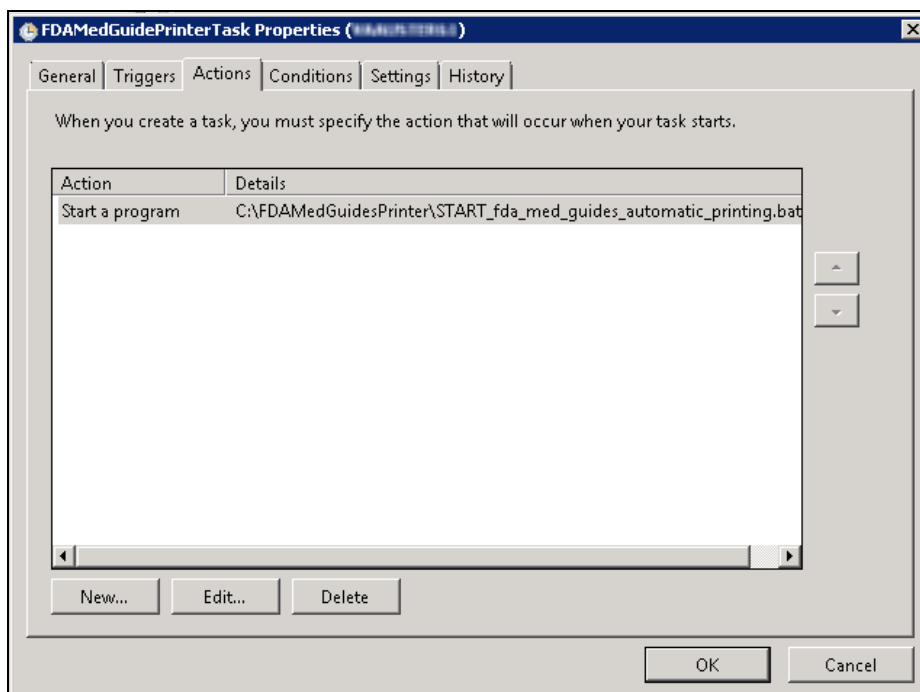 FDAMedGuidePrinterTask Properties ( )
General Triggers Actions Conditions Settings History
When you create a task, you must specify the action that will occur when your task starts.
Action Details
Start a program C:\FDAMedGuidesPrinter\START_fda_med_guides_automatic_printing.bat
New... Edit... Delete
OK Cancel